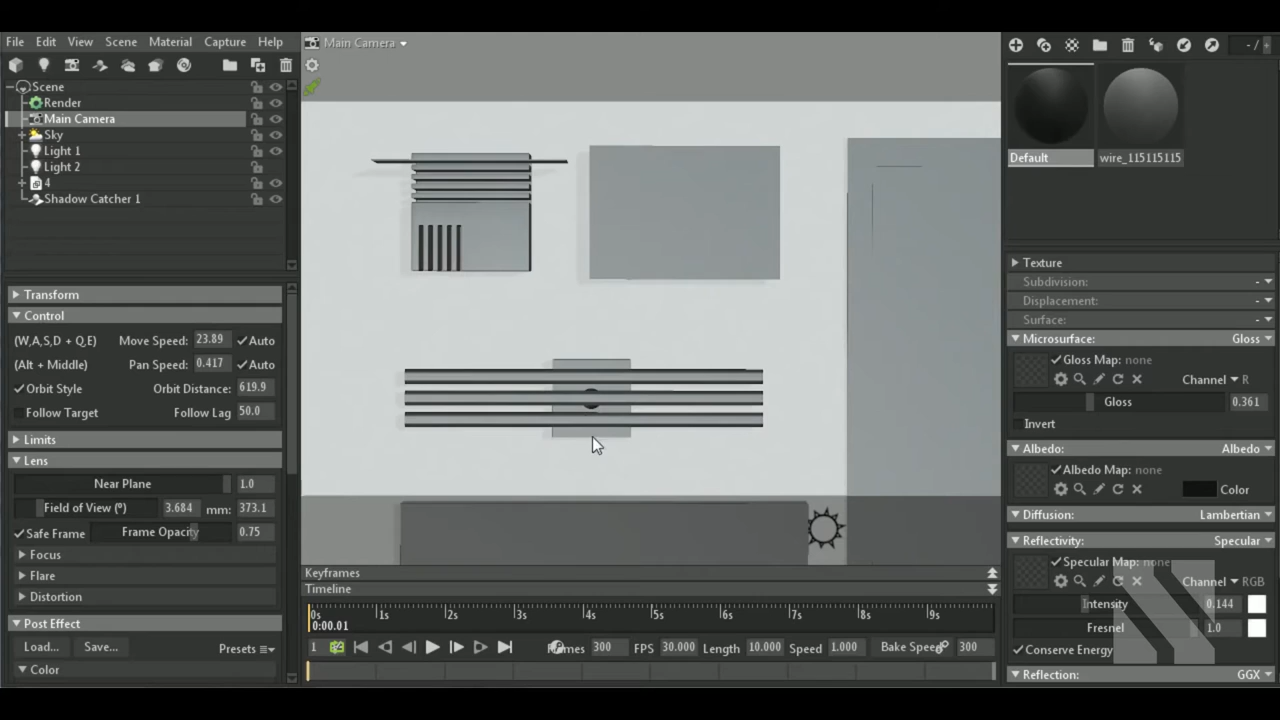 File Edit View Scene Material Capture Help
Main Camera
- /
Scene
Render
Main Camera
Sky
Light 1
Light 2
4
Shadow Catcher 1
Default
wire_115115115
Transform
Control
(W,A,S,D + Q,E) Move Speed: 23.89 Auto
(Alt + Middle) Pan Speed: 0.417 Auto
Orbit Style Orbit Distance: 619.9
Follow Target Follow Lag 50.0
Limits
Lens
Near Plane 1.0
Field of View (º) 3.684 mm: 373.1
Safe Frame Frame Opacity 0.75
Focus
Flare
Distortion
Post Effect
Load... Save... Presets
Color
Keyframes
Timeline
0s 1s 2s 3s 4s 5s 6s 7s 8s 9s
0:00.01
1 Frames 300 FPS 30.000 Length 10.000 Speed 1.000 Bake Speed 300
Texture
Subdivision: -
Displacement: -
Surface: -
Microsurface: Gloss
Gloss Map: none
Channel R
Gloss 0.361
Invert
Albedo: Albedo
Albedo Map: none
Color
Diffusion: Lambertian
Reflectivity: Specular
Specular Map: none
Channel RGB
Intensity 0.144
Fresnel 1.0
Conserve Energy
Reflection: GGX